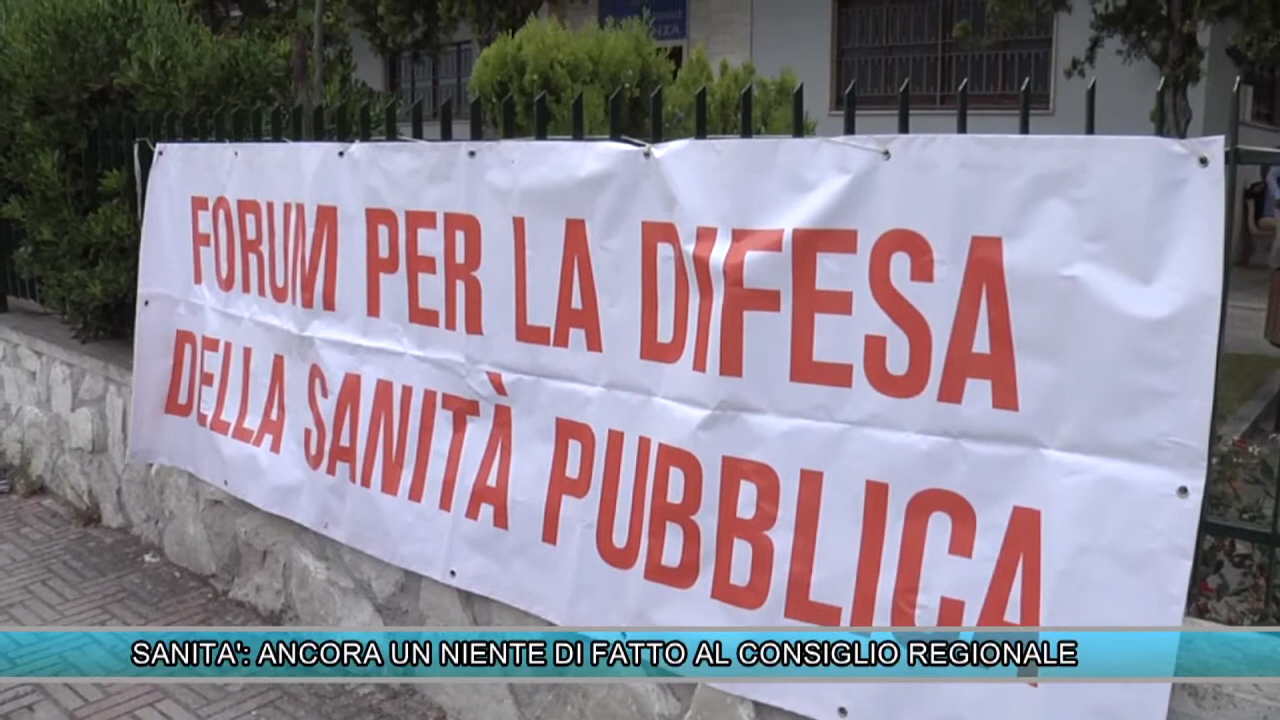 FORUM PER LA DIFESA
DELLA SANITÀ PUBBLICA
SANITA': ANCORA UN NIENTE DI FATTO AL CONSIGLIO REGIONALE